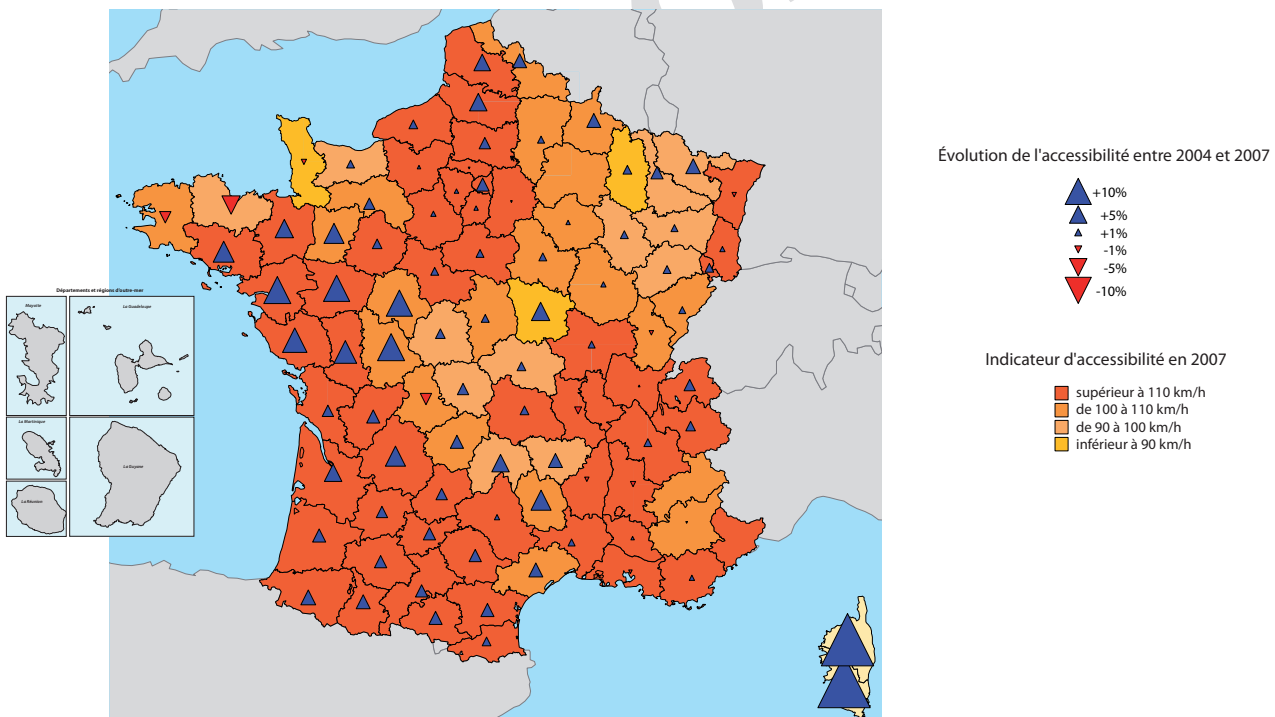 Évolution de l'accessibilité entre 2004 et 2007
+10%
+5%
+1%
-1%
-5%
-10%
Indicateur d'accessibilité en 2007
supérieur à 110 km/h
de 100 à 110 km/h
de 90 à 100 km/h
inférieur à 90 km/h
Départements et régions d'outre-mer
Mayotte
La Guadeloupe
La Martinique
La Guyane
La Réunion